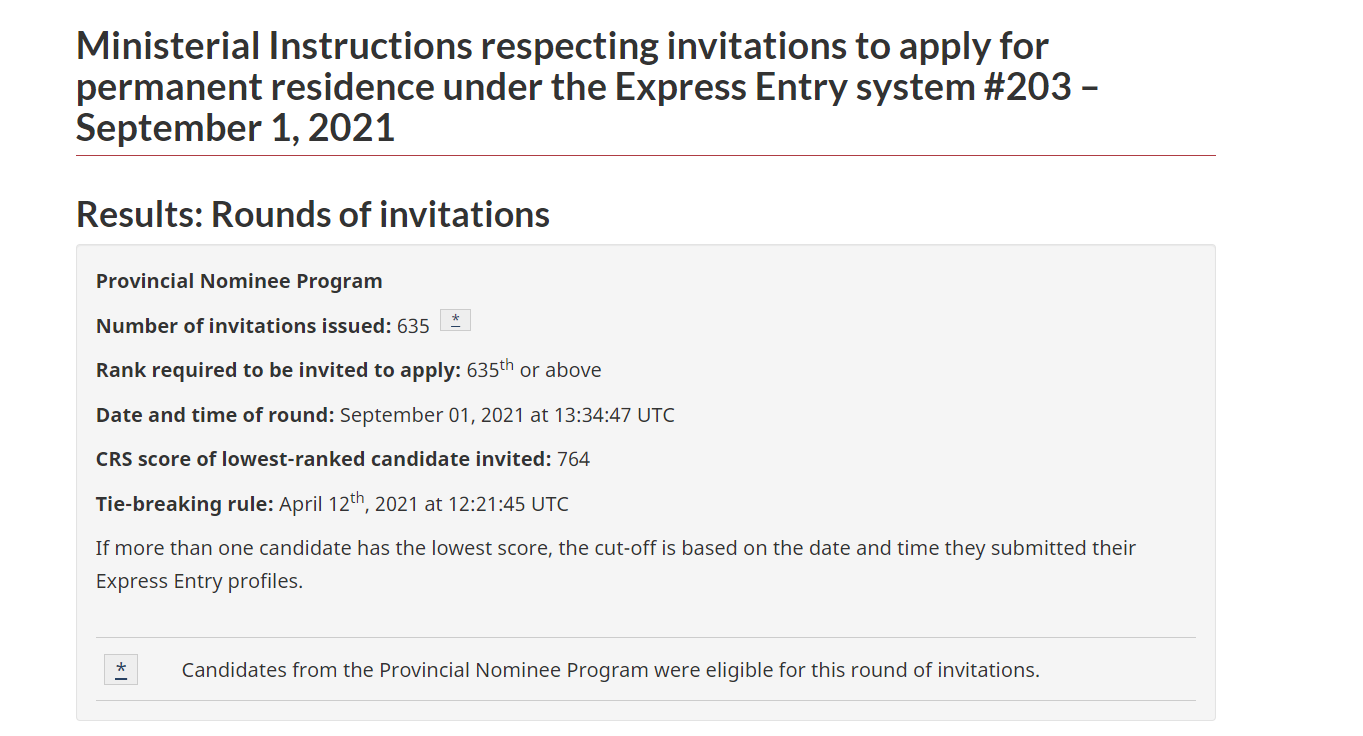 Ministerial Instructions respecting invitations to apply for
permanent residence under the Express Entry system #203 –
September 1, 2021
Results: Rounds of invitations
Provincial Nominee Program
Number of invitations issued: 635 *
Rank required to be invited to apply: 635th or above
Date and time of round: September 01, 2021 at 13:34:47 UTC
CRS score of lowest-ranked candidate invited: 764
Tie-breaking rule: April 12th, 2021 at 12:21:45 UTC
If more than one candidate has the lowest score, the cut-off is based on the date and time they submitted their
Express Entry profiles.
* Candidates from the Provincial Nominee Program were eligible for this round of invitations.